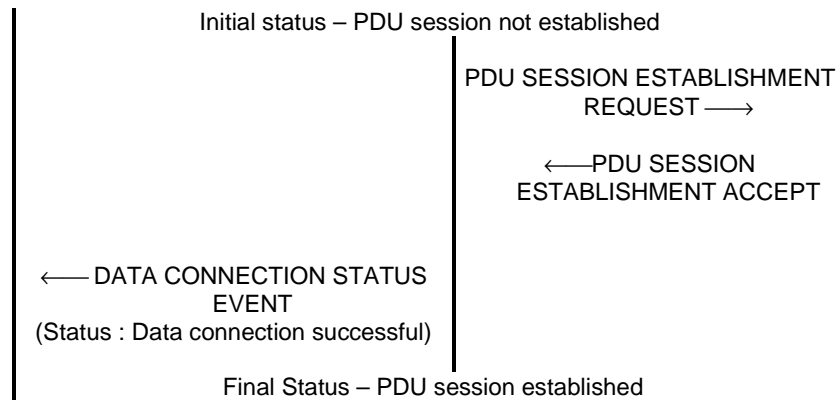 Initial status – PDU session not established
PDU SESSION ESTABLISHMENT
REQUEST ⟶
⟵PDU SESSION
ESTABLISHMENT ACCEPT
⟵ DATA CONNECTION STATUS
EVENT
(Status : Data connection successful)
Final Status – PDU session established